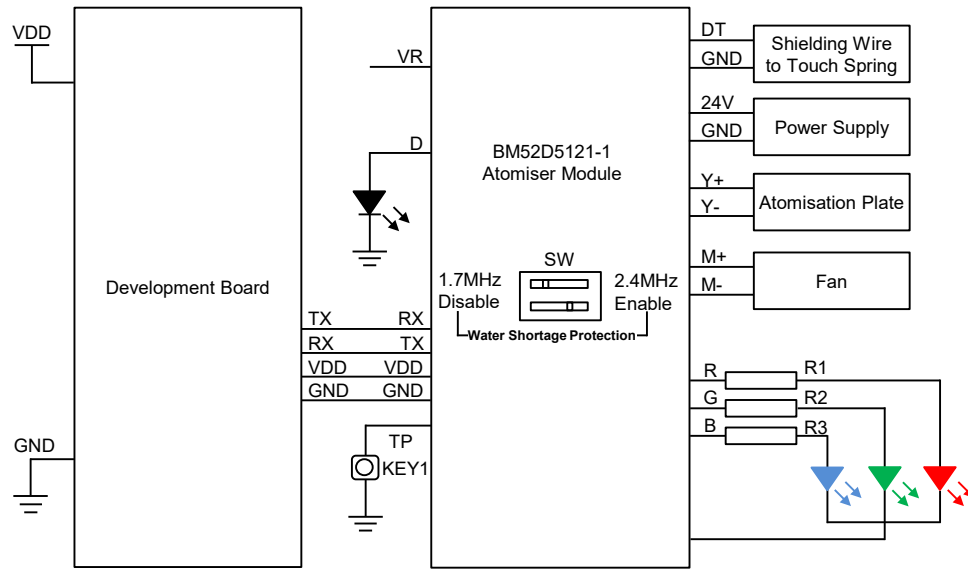 VDD
Development Board
GND
TX
RX
VDD
GND
RX
TX
VDD
GND
VR
D
TP
KEY1
BM52D5121-1
Atomiser Module
SW
1.7MHz
Disable
2.4MHz
Enable
Water Shortage Protection
DT
GND
Shielding Wire
to Touch Spring
24V
GND
Power Supply
Y+
Y-
Atomisation Plate
M+
M-
Fan
R
R1
G
R2
B
R3